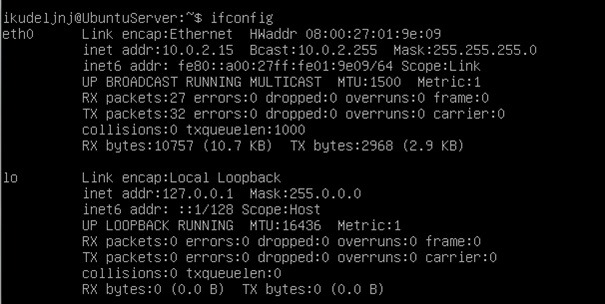 ikudeljnj@UbuntuServer:~$ ifconfig
eth0      Link encap:Ethernet  HWaddr 08:00:27:01:9e:09
          inet addr:10.0.2.15  Bcast:10.0.2.255  Mask:255.255.255.0
          inet6 addr: fe80::a00:27ff:fe01:9e09/64 Scope:Link
          UP BROADCAST RUNNING MULTICAST  MTU:1500  Metric:1
          RX packets:27 errors:0 dropped:0 overruns:0 frame:0
          TX packets:32 errors:0 dropped:0 overruns:0 carrier:0
          collisions:0 txqueuelen:1000
          RX bytes:10757 (10.7 KB)  TX bytes:2968 (2.9 KB)
lo        Link encap:Local Loopback
          inet addr:127.0.0.1  Mask:255.0.0.0
          inet6 addr: ::1/128 Scope:Host
          UP LOOPBACK RUNNING  MTU:16436  Metric:1
          RX packets:0 errors:0 dropped:0 overruns:0 frame:0
          TX packets:0 errors:0 dropped:0 overruns:0 carrier:0
          collisions:0 txqueuelen:0
          RX bytes:0 (0.0 B)  TX bytes:0 (0.0 B)